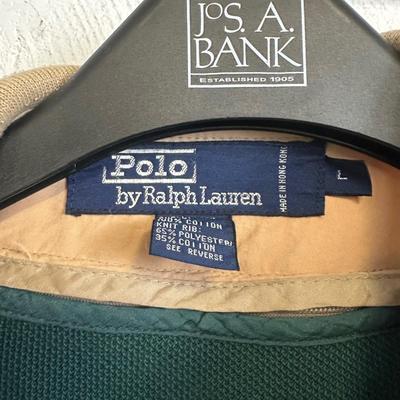 JOS. A.
BANK
ESTABLISHED 1905
Polo
by Ralph Lauren
MADE IN HONG KONG
L
100% COTTON
KNIT RIB:
65% POLYESTER/
35% COTTON
SEE REVERSE